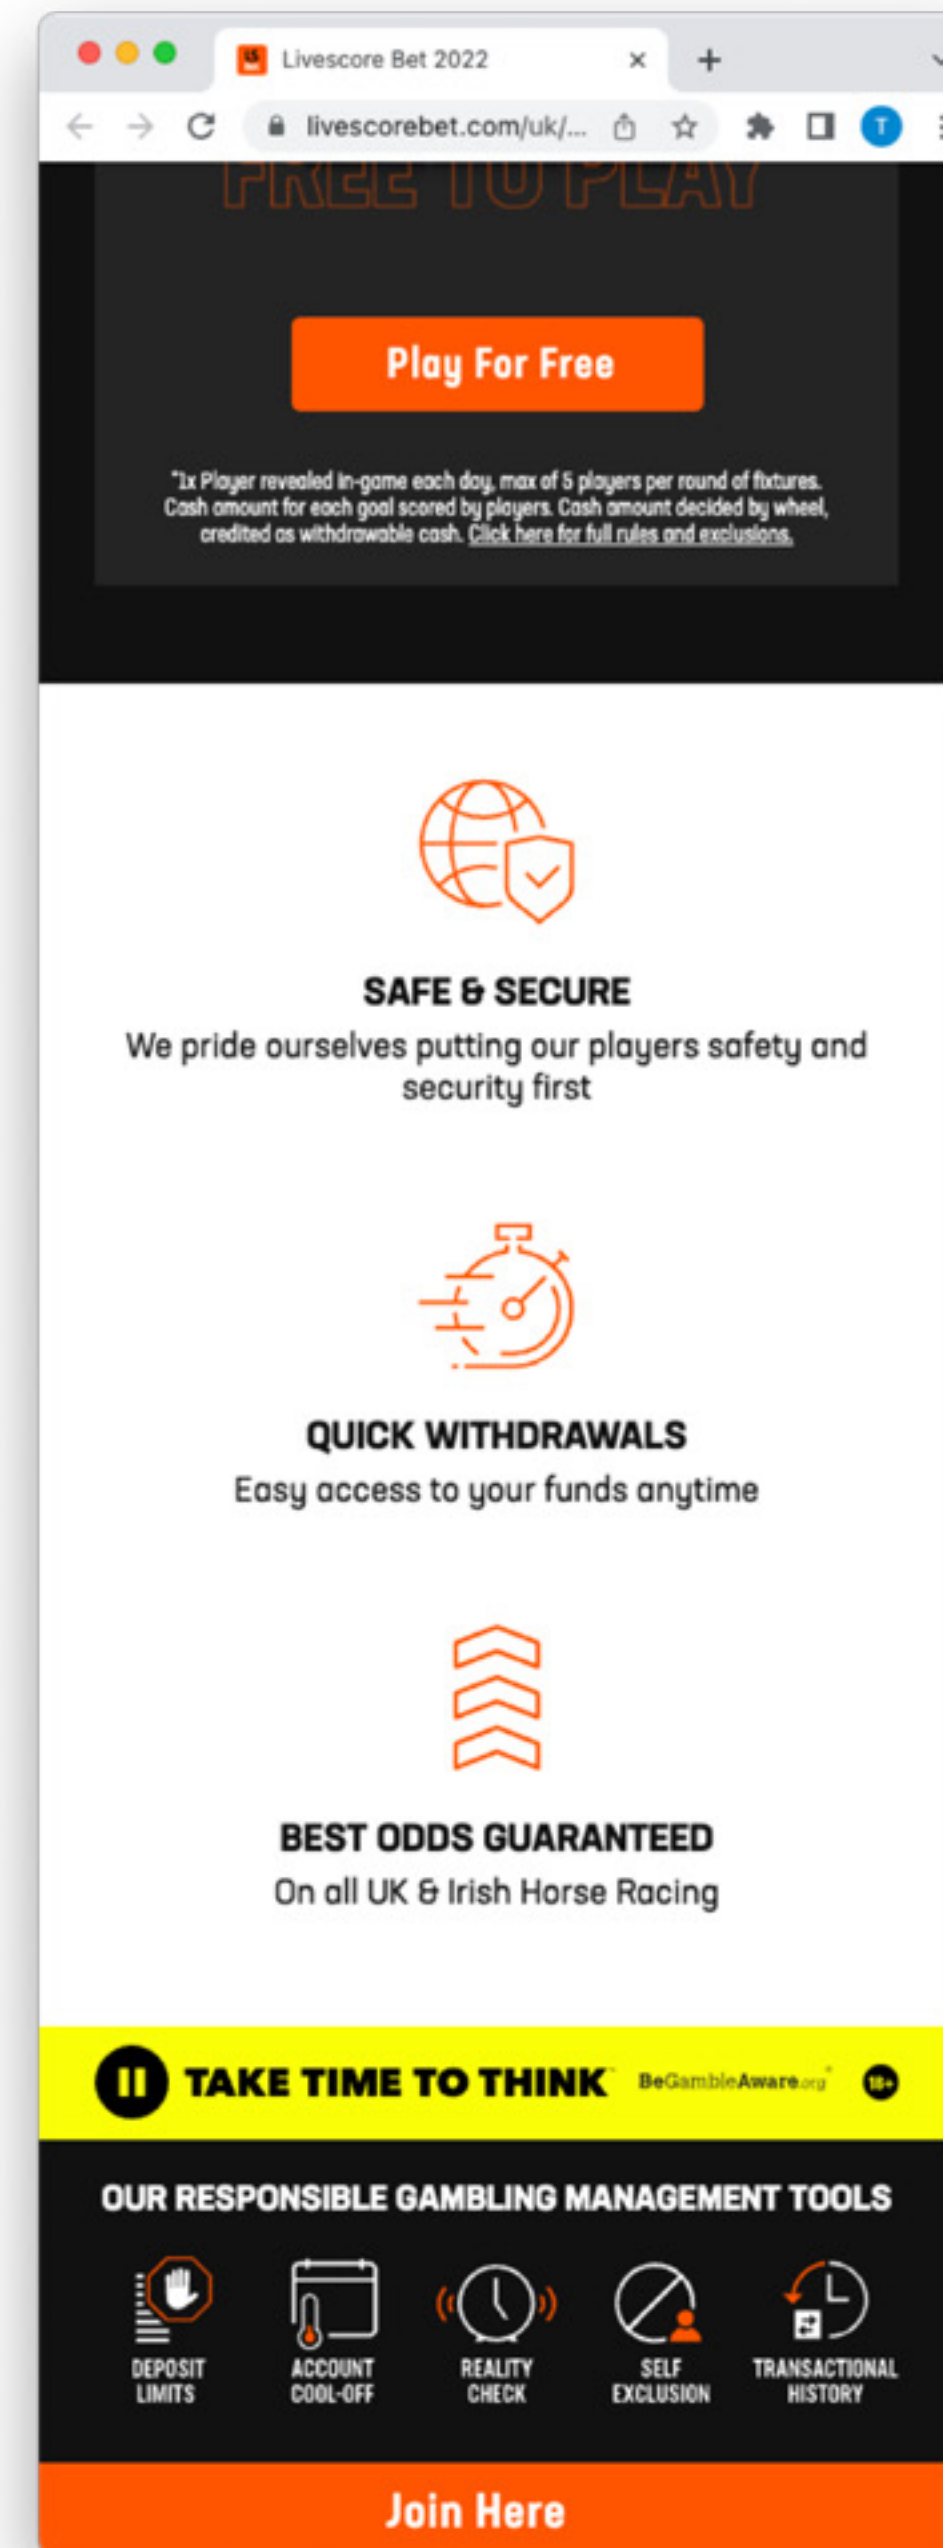 Livescore Bet 2022
livescorebet.com/uk/...
T
FREE TO PLAY
Play For Free
*1x Player revealed in-game each day, max of 5 players per round of fixtures.
Cash amount for each goal scored by players. Cash amount decided by wheel,
credited as withdrawable cash. Click here for full rules and exclusions.
SAFE & SECURE
We pride ourselves putting our players safety and
security first
QUICK WITHDRAWALS
Easy access to your funds anytime
BEST ODDS GUARANTEED
On all UK & Irish Horse Racing
TAKE TIME TO THINK BeGambleAware.org 18+
OUR RESPONSIBLE GAMBLING MANAGEMENT TOOLS
DEPOSIT
LIMITS
ACCOUNT
COOL-OFF
REALITY
CHECK
SELF
EXCLUSION
TRANSACTIONAL
HISTORY
Join Here